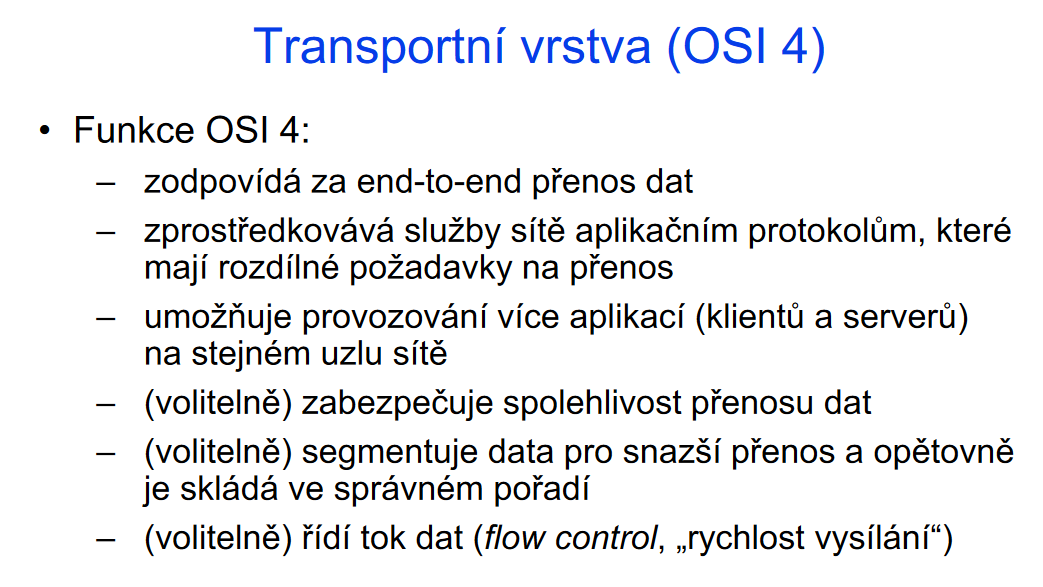 Transportní vrstva (OSI 4)
• Funkce OSI 4:
– zodpovídá za end-to-end přenos dat
– zprostředkovává služby sítě aplikačním protokolům, které
mají rozdílné požadavky na přenos
– umožňuje provozování více aplikací (klientů a serverů)
na stejném uzlu sítě
– (volitelně) zabezpečuje spolehlivost přenosu dat
– (volitelně) segmentuje data pro snazší přenos a opětovně
je skládá ve správném pořadí
– (volitelně) řídí tok dat (flow control, „rychlost vysílání“)